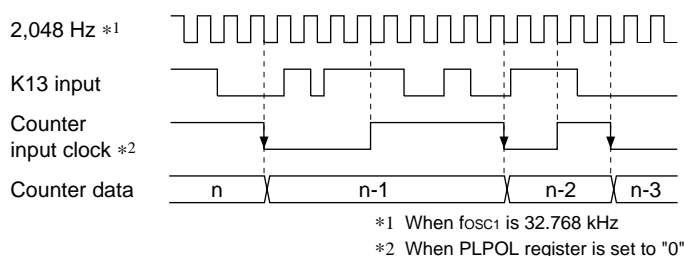 2,048 Hz *1
K13 input
Counter
input clock *2
Counter data n n-1 n-2 n-3
*1 When fOSC1 is 32.768 kHz
*2 When PLPOL register is set to "0"